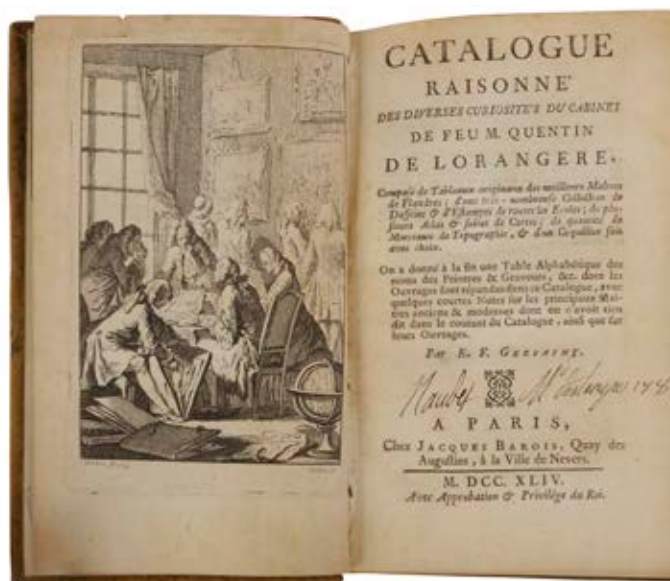 CATALOGUE
RAISONNE'
DES DIVERSES CURIOSITE'S DU CABINET
DE FEU M. QUENTIN
DE LORANGERE,
Composé de Tableaux originaux des meilleurs Maîtres
de Flandres; d'une très-nombreuse Collection de
Desseins & d'Estampes de toutes les Ecoles; de plu-
sieurs Atlas & suites de Cartes; de quantité de
Morceaux de Topographie, & d'un Coquillier fait
avec choix.
On a donné à la fin une Table Alphabétique des
noms des Peintres & Graveurs, &c. dont les
Ouvrages sont répandus dans ce Catalogue, avec
quelques courtes Notes sur les principaux Maî-
tres anciens & modernes dont on n'avoit rien
dit dans le courant du Catalogue, ainsi que sur
leurs Ouvrages.
Par E. F. GERSAINT.
Naudet
A PARIS,
Chez JACQUES BAROIS, Quay des
Augustins, à la Ville de Nevers.
M. DCC. XLIV.
Avec Approbation & Privilége du Roi.